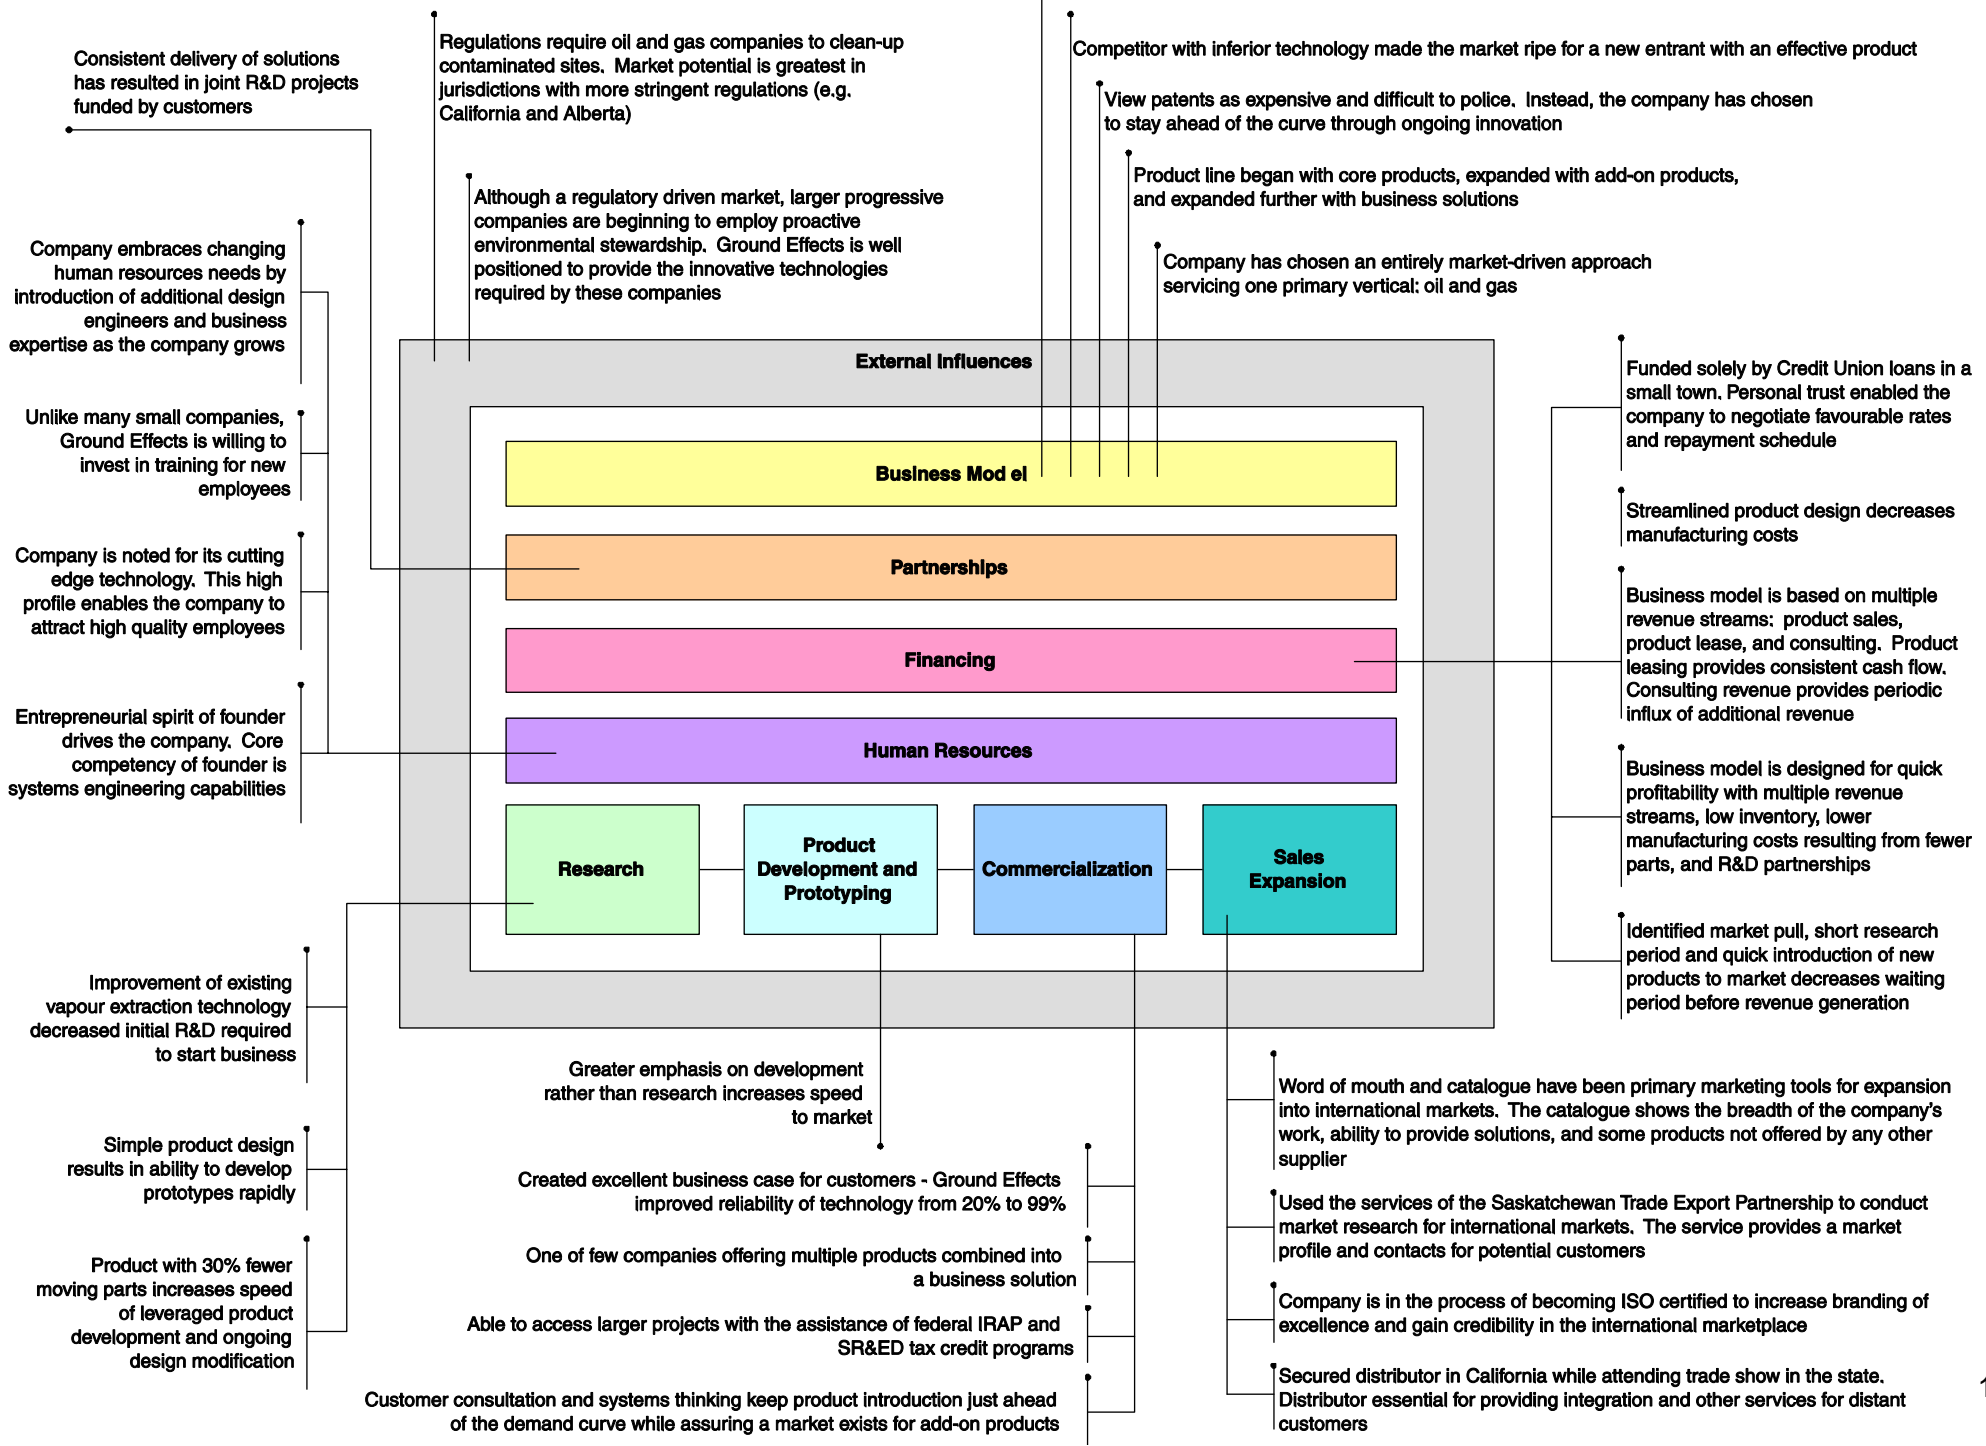 Consistent delivery of solutions
has resulted in joint R&D projects
funded by customers
Regulations require oil and gas companies to clean-up
contaminated sites. Market potential is greatest in
jurisdictions with more stringent regulations (e.g.
California and Alberta)
Competitor with inferior technology made the market ripe for a new entrant with an effective product
View patents as expensive and difficult to police. Instead, the company has chosen
to stay ahead of the curve through ongoing innovation
Product line began with core products, expanded with add-on products,
and expanded further with business solutions
Although a regulatory driven market, larger progressive
companies are beginning to employ proactive
environmental stewardship. Ground Effects is well
positioned to provide the innovative technologies
required by these companies
Company has chosen an entirely market-driven approach
servicing one primary vertical: oil and gas
Company embraces changing
human resources needs by
introduction of additional design
engineers and business
expertise as the company grows
Unlike many small companies,
Ground Effects is willing to
invest in training for new
employees
Company is noted for its cutting
edge technology. This high
profile enables the company to
attract high quality employees
Entrepreneurial spirit of founder
drives the company. Core
competency of founder is
systems engineering capabilities
External Influences
Business Mod el
Partnerships
Financing
Human Resources
Research
Product
Development and
Prototyping
Commercialization
Sales
Expansion
Funded solely by Credit Union loans in a
small town. Personal trust enabled the
company to negotiate favourable rates
and repayment schedule
Streamlined product design decreases
manufacturing costs
Business model is based on multiple
revenue streams: product sales,
product lease, and consulting. Product
leasing provides consistent cash flow.
Consulting revenue provides periodic
influx of additional revenue
Business model is designed for quick
profitability with multiple revenue
streams, low inventory, lower
manufacturing costs resulting from fewer
parts, and R&D partnerships
Identified market pull, short research
period and quick introduction of new
products to market decreases waiting
period before revenue generation
Improvement of existing
vapour extraction technology
decreased initial R&D required
to start business
Simple product design
results in ability to develop
prototypes rapidly
Product with 30% fewer
moving parts increases speed
of leveraged product
development and ongoing
design modification
Greater emphasis on development
rather than research increases speed
to market
Created excellent business case for customers - Ground Effects
improved reliability of technology from 20% to 99%
One of few companies offering multiple products combined into
a business solution
Able to access larger projects with the assistance of federal IRAP and
SR&ED tax credit programs
Customer consultation and systems thinking keep product introduction just ahead
of the demand curve while assuring a market exists for add-on products
Word of mouth and catalogue have been primary marketing tools for expansion
into international markets. The catalogue shows the breadth of the company's
work, ability to provide solutions, and some products not offered by any other
supplier
Used the services of the Saskatchewan Trade Export Partnership to conduct
market research for international markets. The service provides a market
profile and contacts for potential customers
Company is in the process of becoming ISO certified to increase branding of
excellence and gain credibility in the international marketplace
Secured distributor in California while attending trade show in the state.
Distributor essential for providing integration and other services for distant
customers